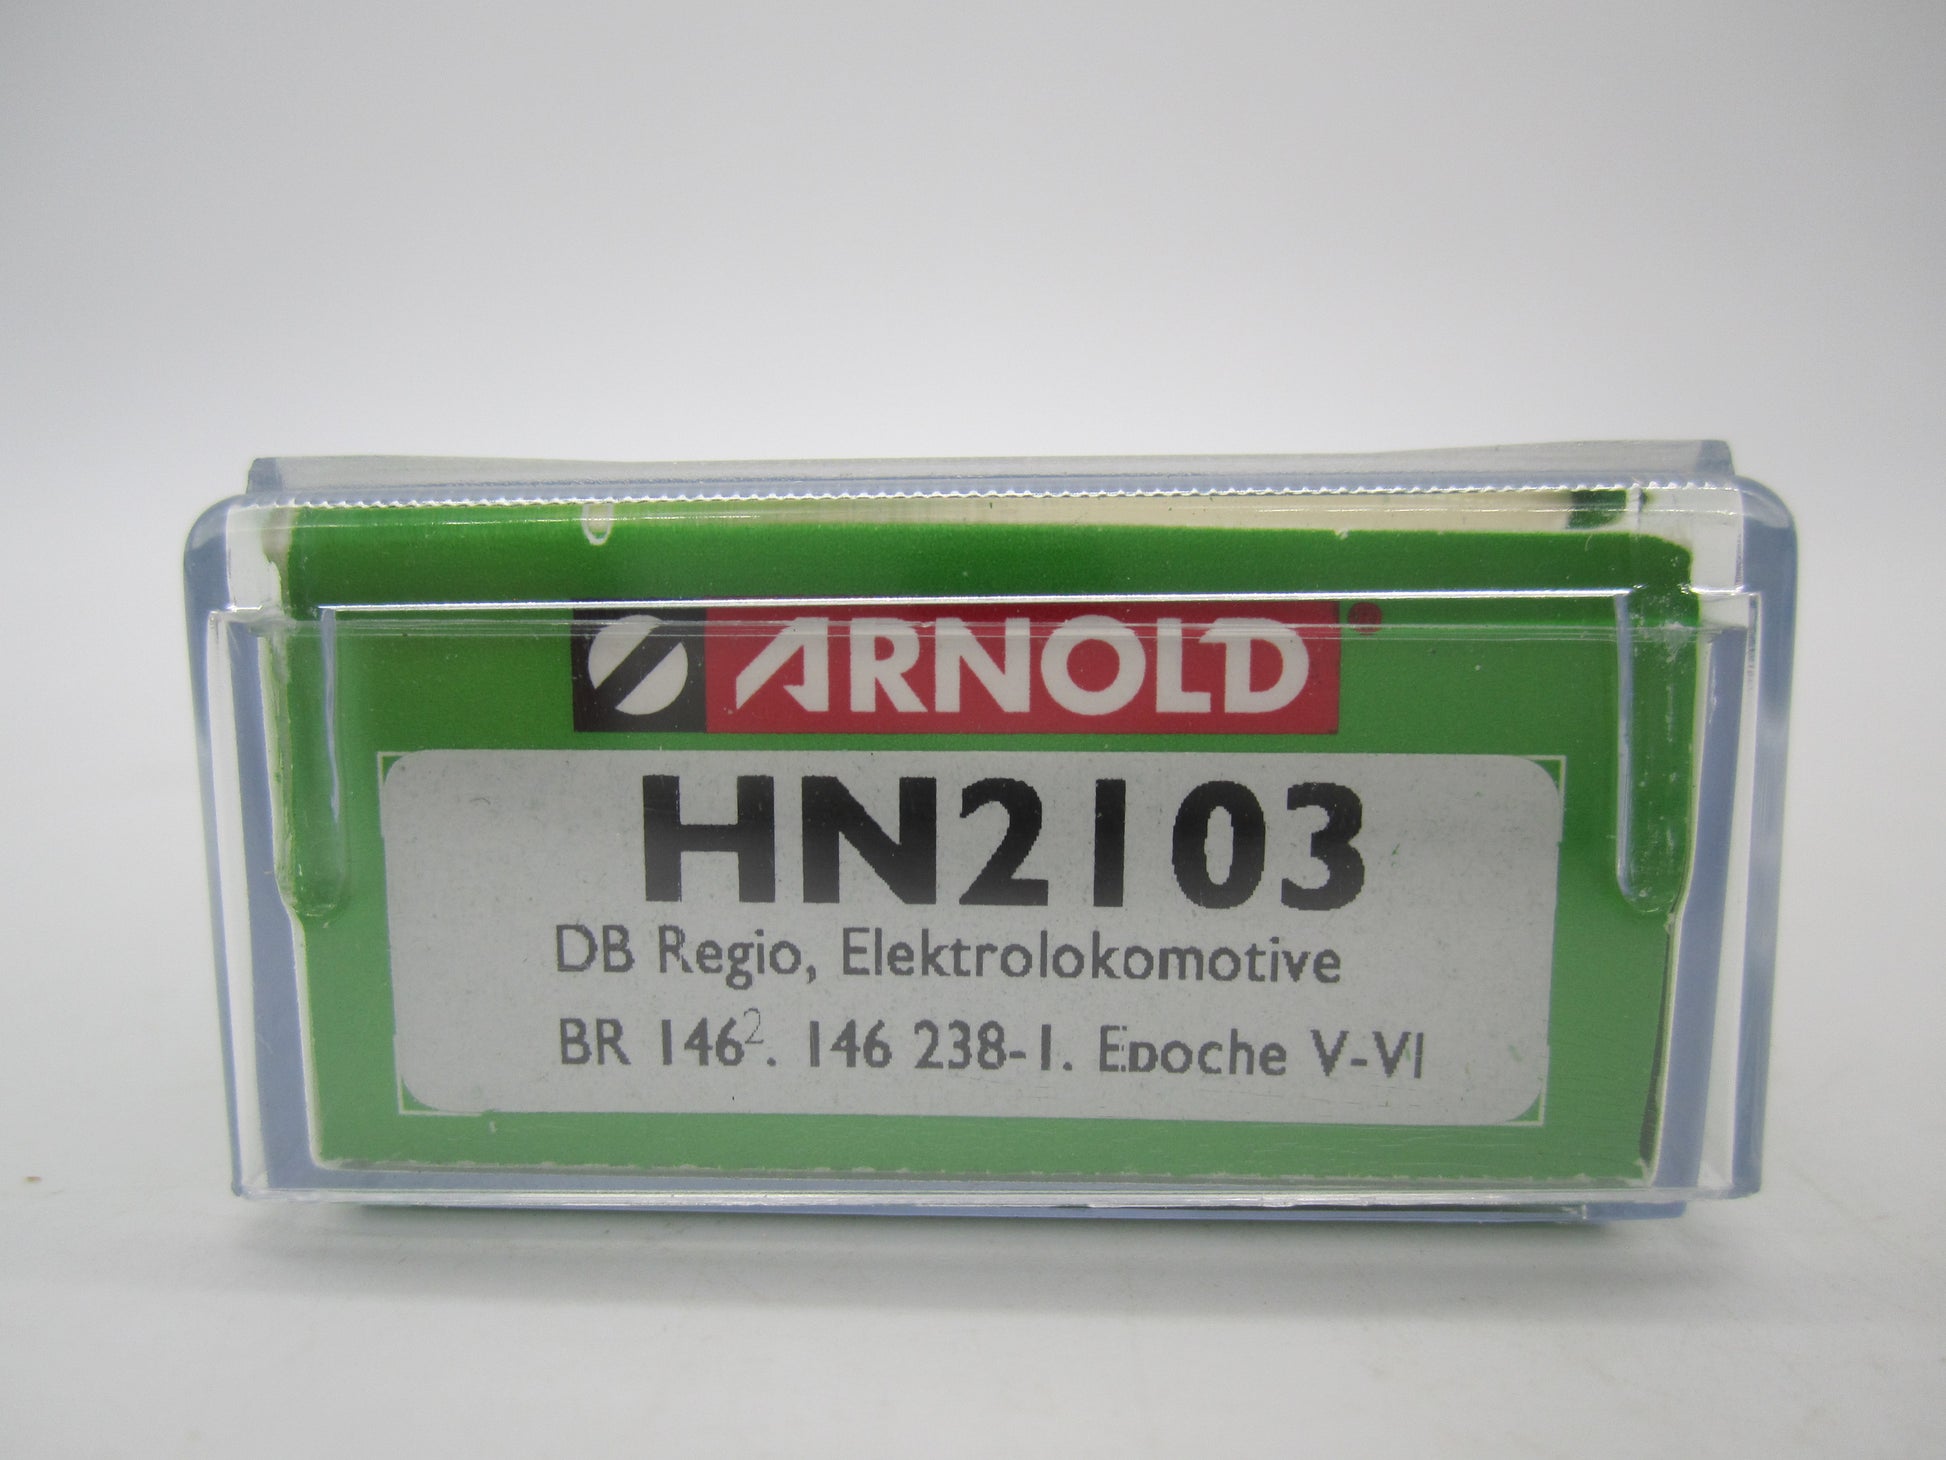 ARNOLD®
HN2103
DB Regio, Elektrolokomotive
BR 146². 146 238-1. Epoche V-VI